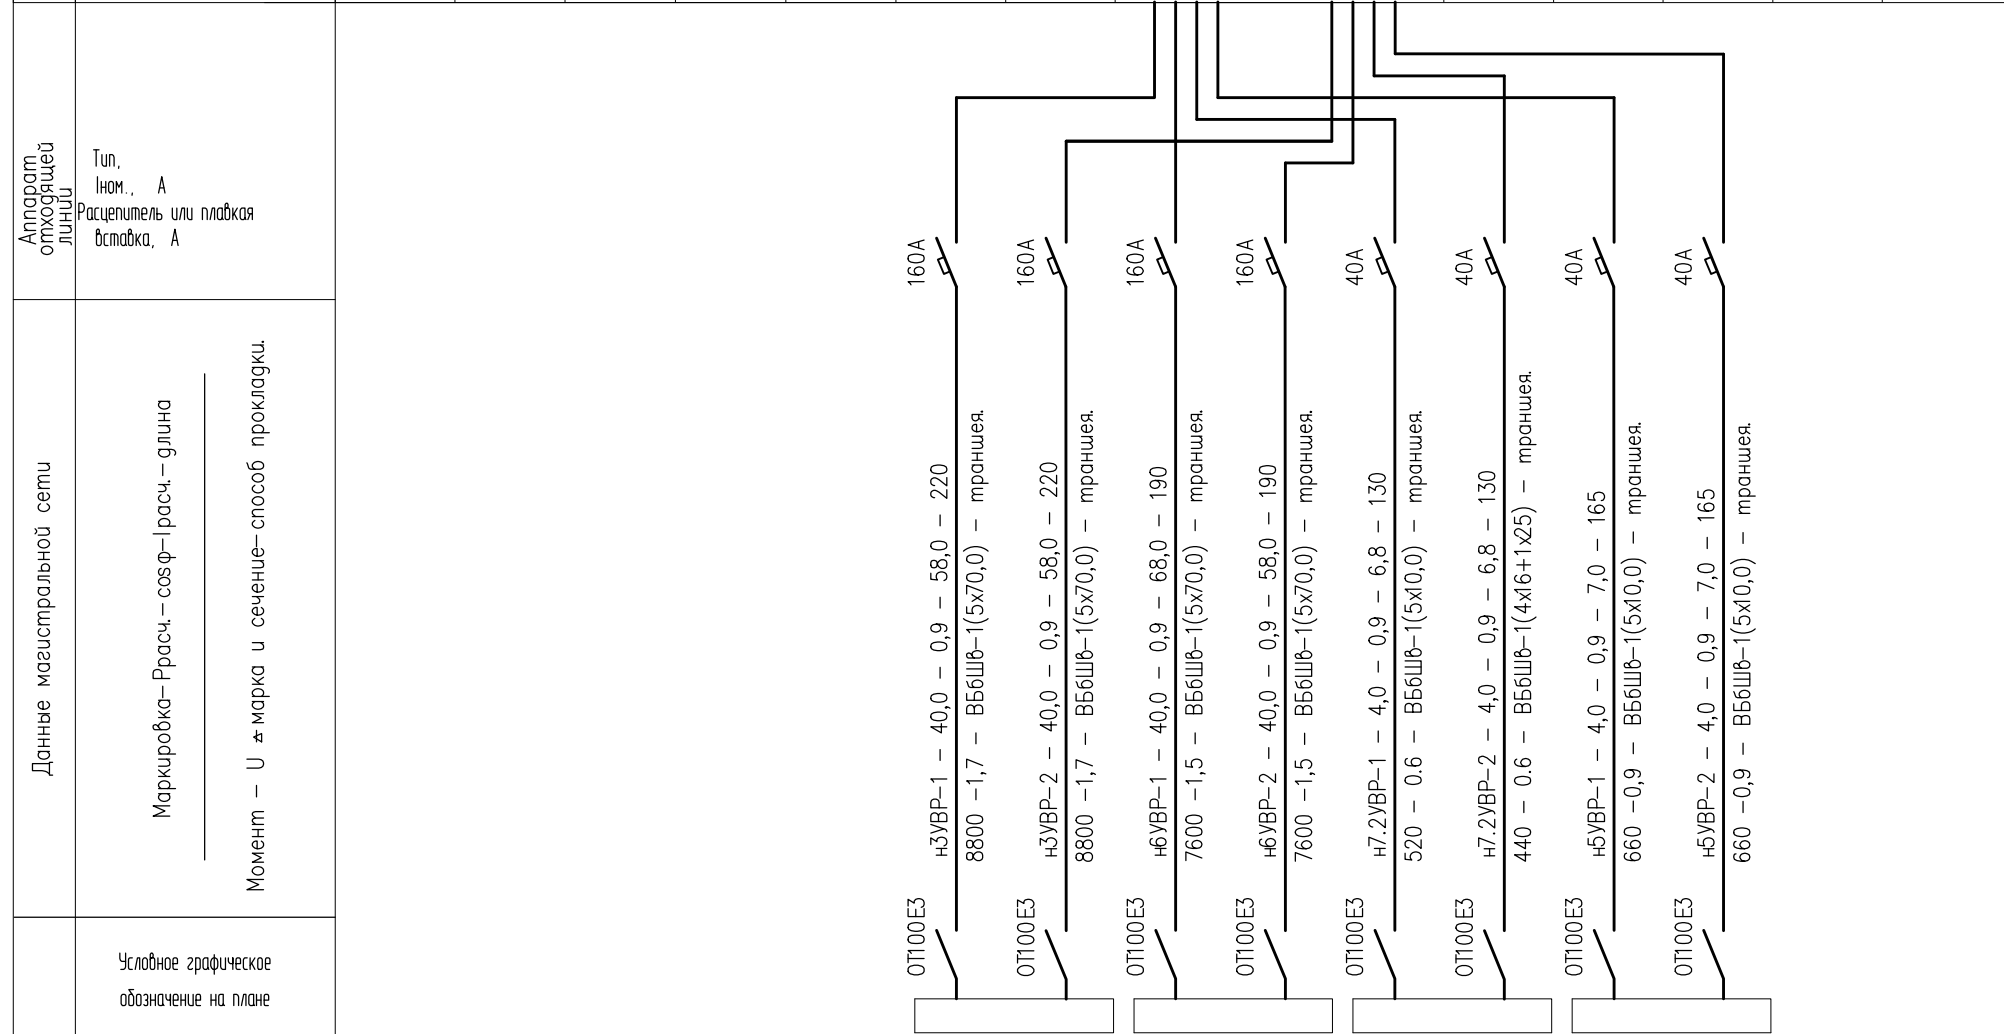 Аппарат
отходящей
линии
Тип,
Iном., А
Расцепитель или плавкая
вставка, А
Данные магистральной сети
Маркировка–Ррасч.–cosφ–Iрасч.–длина
Момент – U марка и сечение–способ прокладки.
Условное графическое
обозначение на плане
160А
н3УВР–1 – 40,0 – 0,9 – 58,0 – 220
8800 –1,7 – ВБбШв–1(5х70,0) – траншея.
ОТ100Е3
160А
н3УВР–2 – 40,0 – 0,9 – 58,0 – 220
8800 –1,7 – ВБбШв–1(5х70,0) – траншея.
ОТ100Е3
160А
н6УВР–1 – 40,0 – 0,9 – 68,0 – 190
7600 –1,5 – ВБбШв–1(5х70,0) – траншея.
ОТ100Е3
160А
н6УВР–2 – 40,0 – 0,9 – 58,0 – 190
7600 –1,5 – ВБбШв–1(5х70,0) – траншея.
ОТ100Е3
40А
н7.2УВР–1 – 4,0 – 0,9 – 6,8 – 130
520 – 0.6 – ВБбШв–1(5х10,0) – траншея.
ОТ100Е3
40А
н7.2УВР–2 – 4,0 – 0,9 – 6,8 – 130
440 – 0.6 – ВБбШв–1(4х16+1х25) – траншея.
ОТ100Е3
40А
н5УВР–1 – 4,0 – 0,9 – 7,0 – 165
660 –0,9 – ВБбШв–1(5х10,0) – траншея.
ОТ100Е3
40А
н5УВР–2 – 4,0 – 0,9 – 7,0 – 165
660 –0,9 – ВБбШв–1(5х10,0) – траншея.
ОТ100Е3